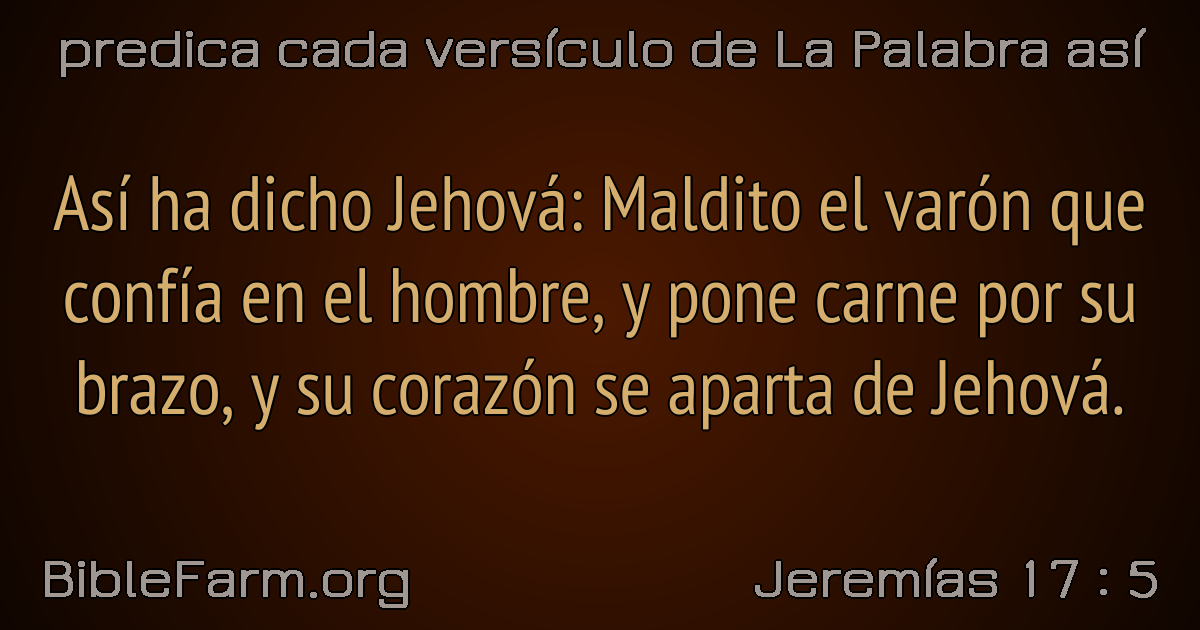 predica cada versículo de La Palabra así
Así ha dicho Jehová: Maldito el varón que
confía en el hombre, y pone carne por su
brazo, y su corazón se aparta de Jehová.
BibleFarm.org
Jeremías 17 : 5